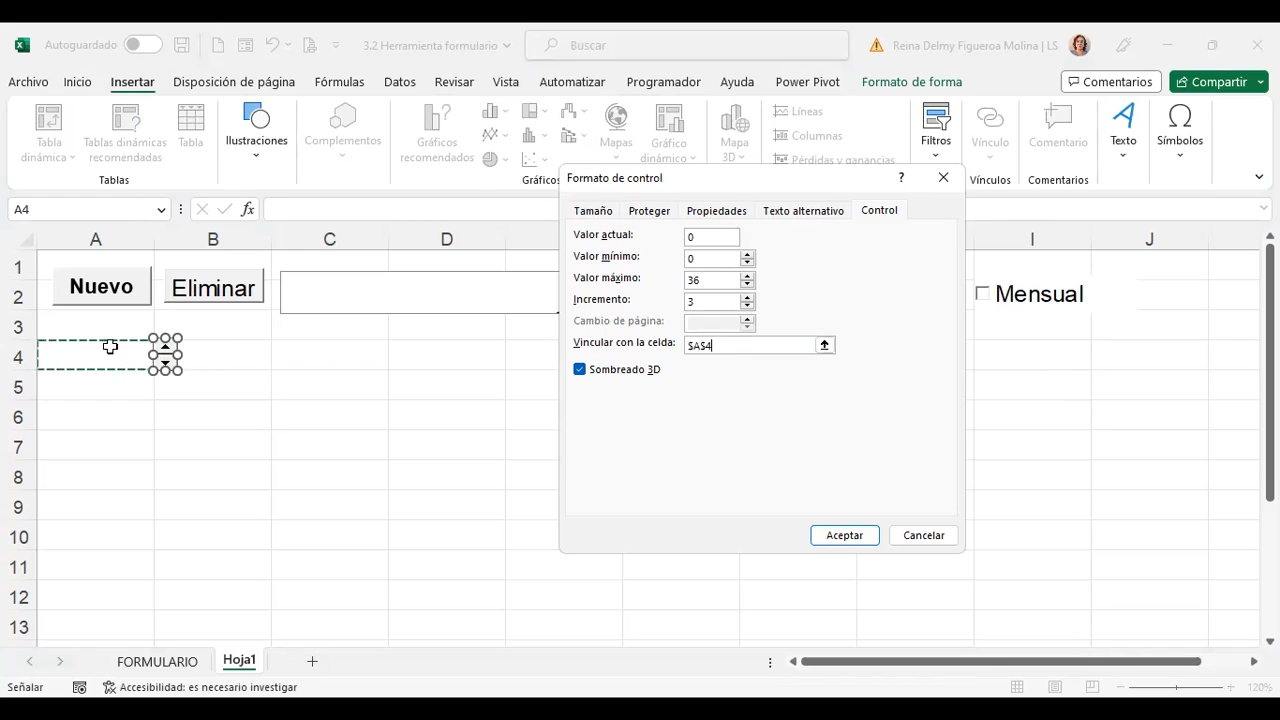 Autoguardado 3.2 Herramienta formulario Buscar Reina Delmy Figueroa Molina | LS
Archivo Inicio Insertar Disposición de página Fórmulas Datos Revisar Vista Automatizar Programador Ayuda Power Pivot Formato de forma Comentarios Compartir
Tabla dinámica
Tablas dinámicas recomendadas
Tabla
Ilustraciones
Complementos
Gráficos recomendados
Mapas
Gráfico dinámico
Mapa 3D
Líneas
Columnas
Pérdidas y ganancias
Filtros
Vínculo
Comentario
Texto
Símbolos
Tablas
Gráficos
Vínculos
Comentarios
A4
fx
Formato de control
?
Tamaño Proteger Propiedades Texto alternativo Control
Valor actual: 0
Valor mínimo: 0
Valor máximo: 36
Incremento: 3
Cambio de página:
Vincular con la celda: $A$4
Sombreado 3D
Aceptar Cancelar
A B C D I J
1
2
3
4
5
6
7
8
9
10
11
12
13
Nuevo
Eliminar
Mensual
FORMULARIO Hoja1
Señalar Accesibilidad: es necesario investigar 120%